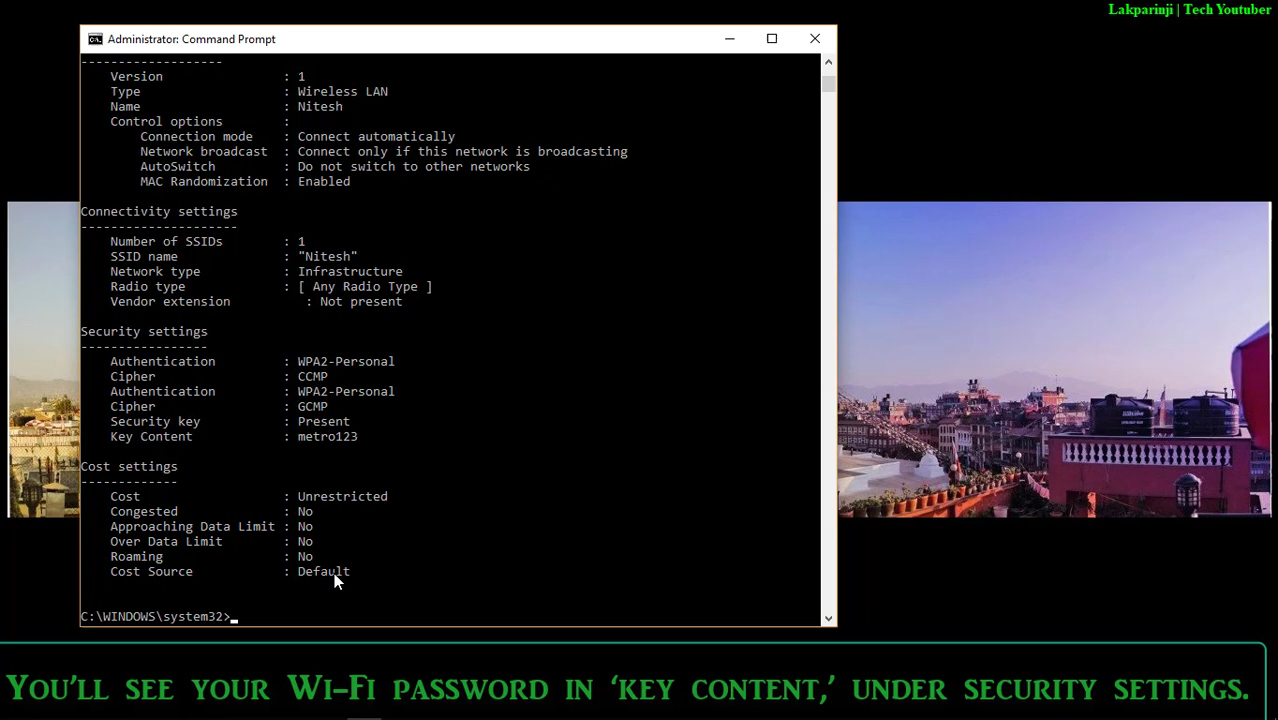 Lakparinji | Tech Youtuber
Administrator: Command Prompt
-------------------
Version : 1
Type : Wireless LAN
Name : Nitesh
Control options :
Connection mode : Connect automatically
Network broadcast : Connect only if this network is broadcasting
AutoSwitch : Do not switch to other networks
MAC Randomization : Enabled
Connectivity settings
---------------------
Number of SSIDs : 1
SSID name : "Nitesh"
Network type : Infrastructure
Radio type : [ Any Radio Type ]
Vendor extension : Not present
Security settings
-----------------
Authentication : WPA2-Personal
Cipher : CCMP
Authentication : WPA2-Personal
Cipher : GCMP
Security key : Present
Key Content : metro123
Cost settings
-------------
Cost : Unrestricted
Congested : No
Approaching Data Limit : No
Over Data Limit : No
Roaming : No
Cost Source : Default
C:\WINDOWS\system32>
You'll see your Wi-Fi password in 'key content,' under security settings.